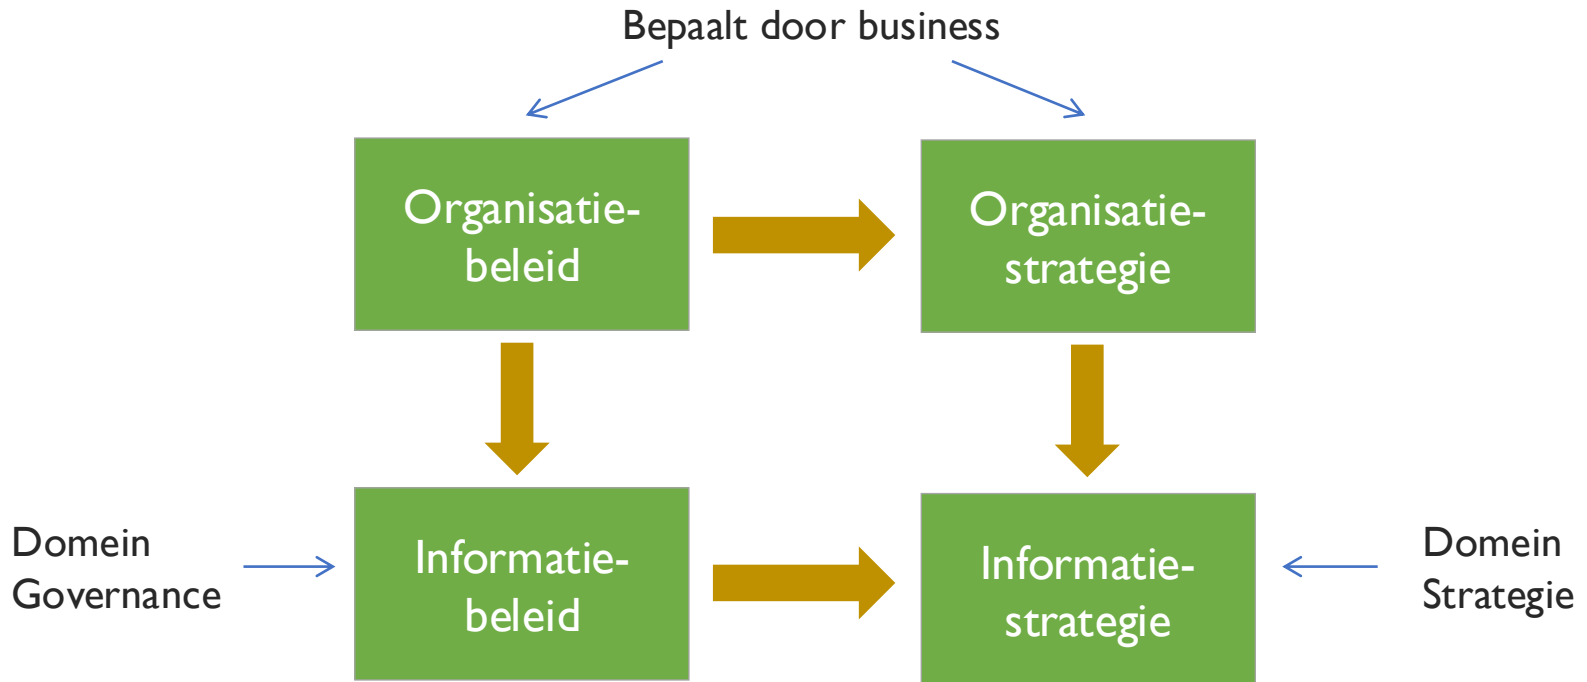 Bepaalt door business
Organisatie-
beleid
Organisatie-
strategie
Domein
Governance
Informatie-
beleid
Informatie-
strategie
Domein
Strategie